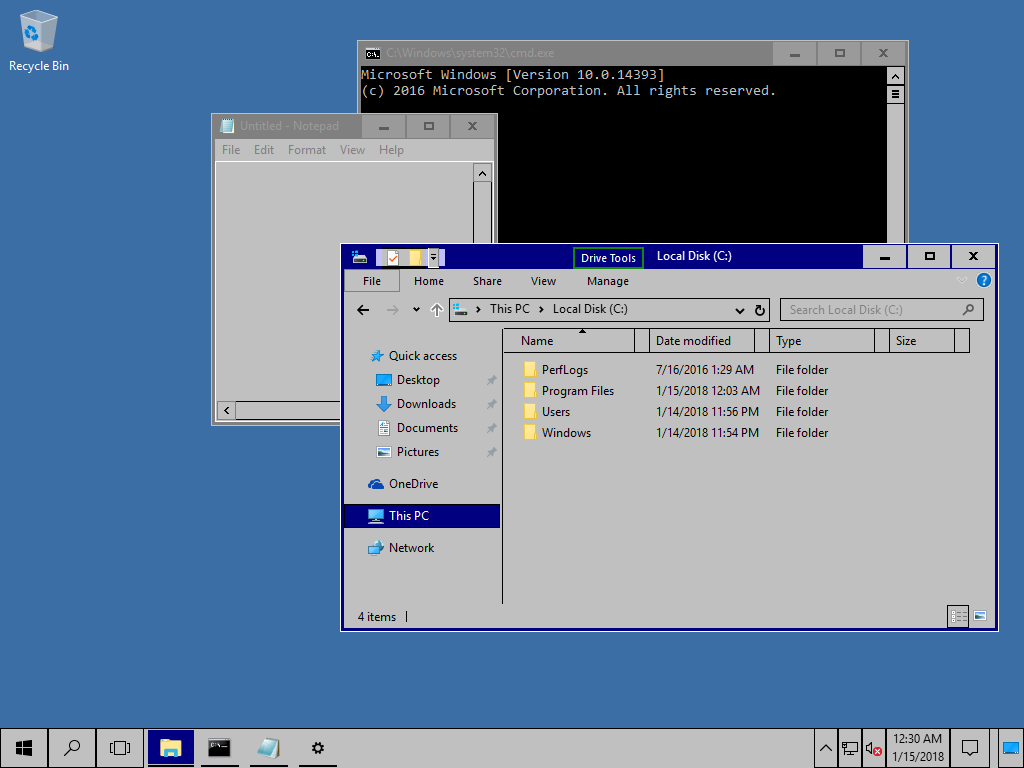 Recycle Bin
C:\Windows\system32\cmd.exe
Microsoft Windows [Version 10.0.14393]
(c) 2016 Microsoft Corporation. All rights reserved.
Untitled - Notepad
File Edit Format View Help
Drive Tools Local Disk (C:)
File Home Share View Manage
This PC Local Disk (C:) Search Local Disk (C:)
Name Date modified Type Size
Quick access
Desktop
Downloads
Documents
Pictures
OneDrive
This PC
Network
PerfLogs 7/16/2016 1:29 AM File folder
Program Files 1/15/2018 12:03 AM File folder
Users 1/14/2018 11:56 PM File folder
Windows 1/14/2018 11:54 PM File folder
4 items
12:30 AM
1/15/2018